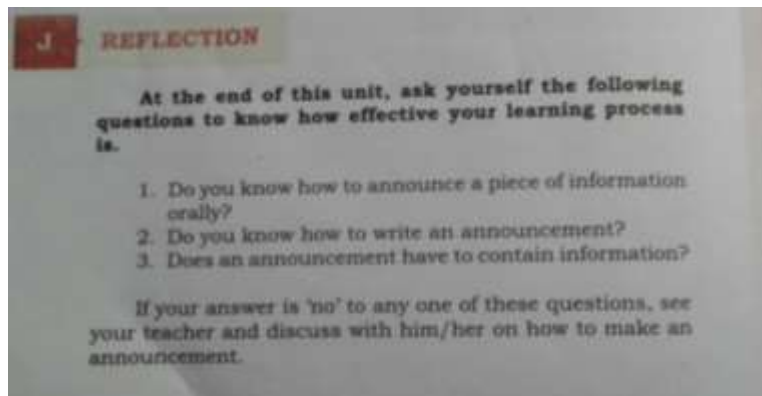 J REFLECTION
At the end of this unit, ask yourself the following
questions to know how effective your learning process
is.
1. Do you know how to announce a piece of information
orally?
2. Do you know how to write an announcement?
3. Does an announcement have to contain information?
If your answer is 'no' to any one of these questions, see
your teacher and discuss with him/her on how to make an
announcement.